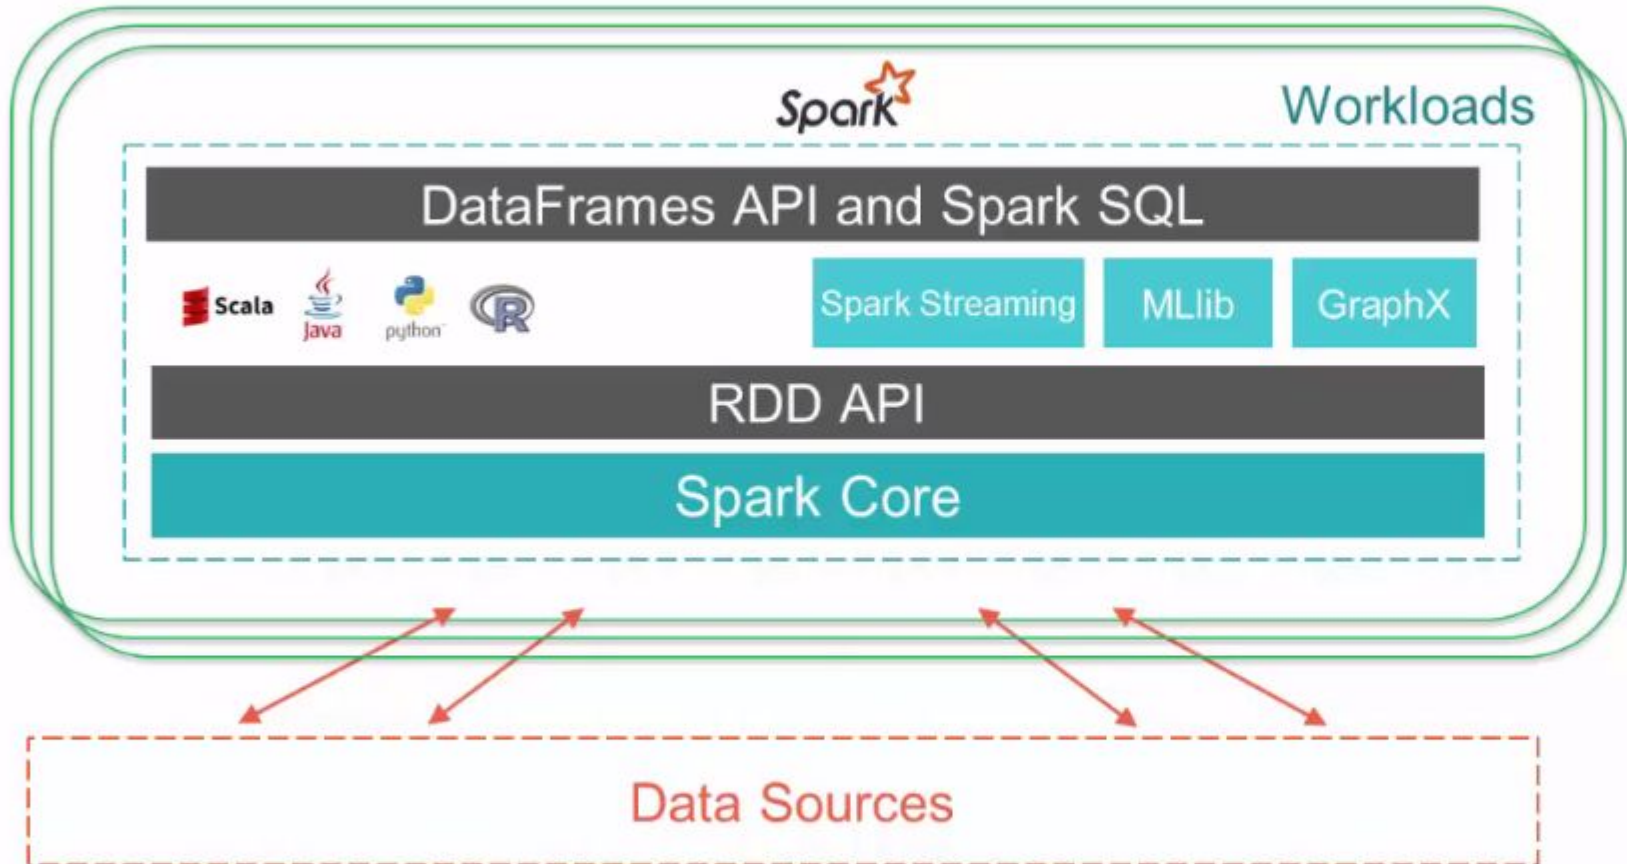 Spark
Workloads
DataFrames API and Spark SQL
Scala
Java
python
R
Spark Streaming
MLlib
GraphX
RDD API
Spark Core
Data Sources